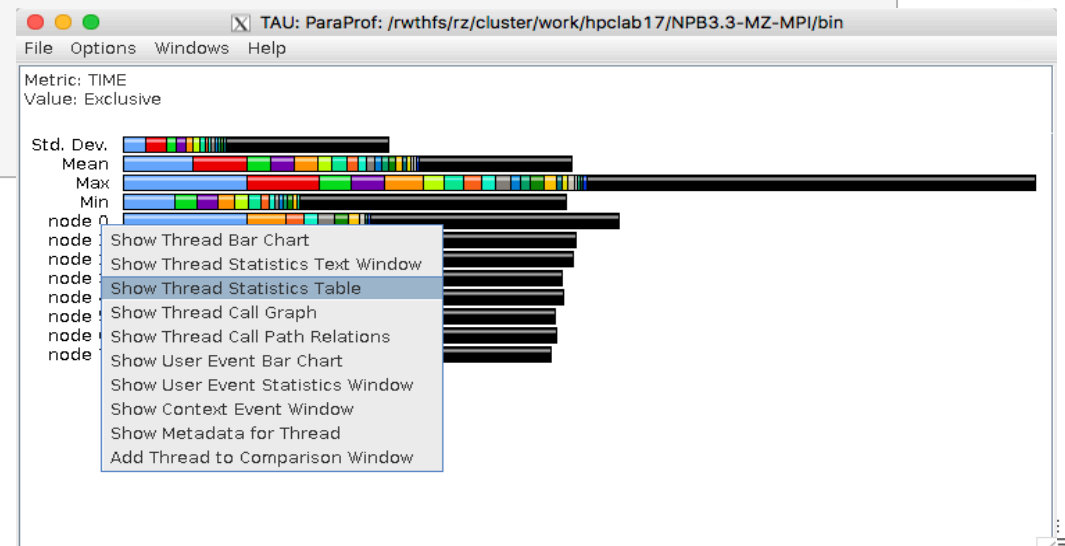 TAU: ParaProf: /rwthfs/rz/cluster/work/hpclab17/NPB3.3-MZ-MPI/bin
File Options Windows Help
Metric: TIME
Value: Exclusive
Std. Dev.
Mean
Max
Min
node 0
node
node
node
node
node
node
node
Show Thread Bar Chart
Show Thread Statistics Text Window
Show Thread Statistics Table
Show Thread Call Graph
Show Thread Call Path Relations
Show User Event Bar Chart
Show User Event Statistics Window
Show Context Event Window
Show Metadata for Thread
Add Thread to Comparison Window